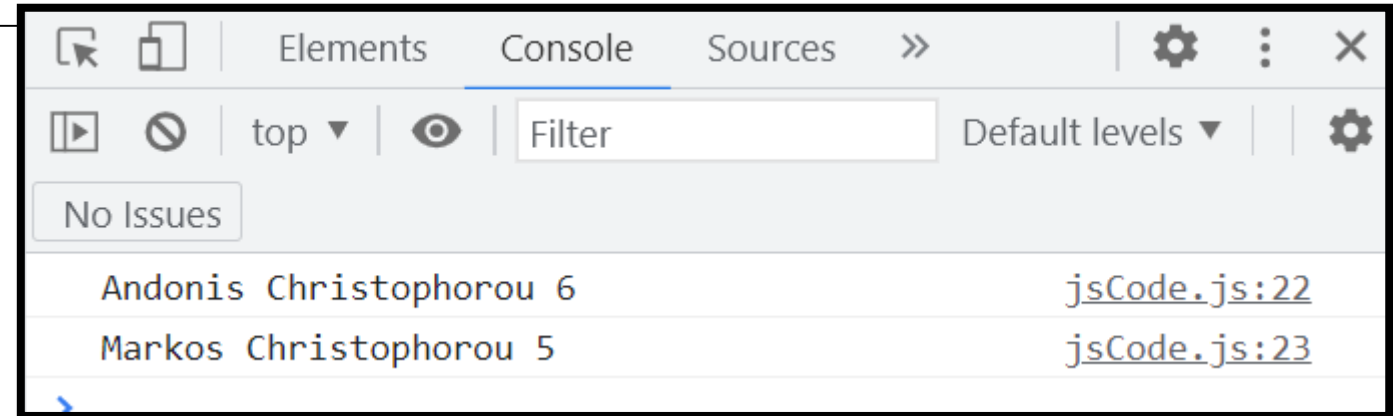 Elements Console Sources
top Filter Default levels
No Issues
Andonis Christophorou 6 jsCode.js:22
Markos Christophorou 5 jsCode.js:23